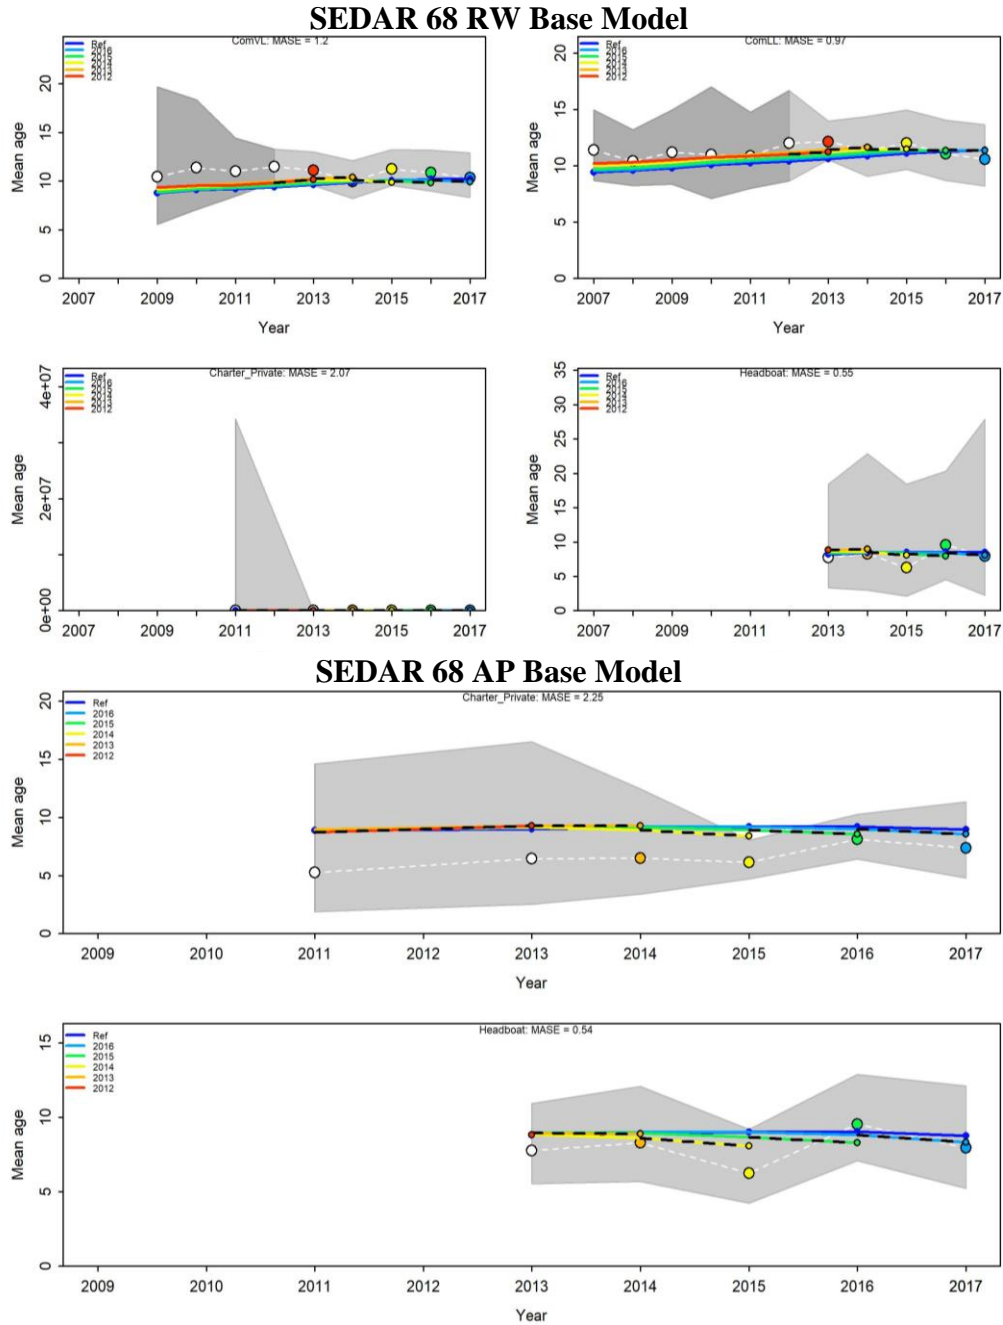 SEDAR 68 RW Base Model
ComVL: MASE = 1.2
Ref
2016
2015
2014
2013
2012
Mean age
20
15
10
5
0
2007 2009 2011 2013 2015 2017
Year
ComLL: MASE = 0.97
Ref
2016
2015
2014
2013
2012
Mean age
20
15
10
5
0
2007 2009 2011 2013 2015 2017
Year
Charter_Private: MASE = 2.07
Ref
2016
2015
2014
2013
2012
Mean age
4e+07
2e+07
0e+00
2007 2009 2011 2013 2015 2017
Headboat: MASE = 0.55
Ref
2016
2015
2014
2013
2012
Mean age
35
30
25
20
15
10
5
0
2007 2009 2011 2013 2015 2017
SEDAR 68 AP Base Model
Charter_Private: MASE = 2.25
Ref
2016
2015
2014
2013
2012
Mean age
20
15
10
5
0
2009 2010 2011 2012 2013 2014 2015 2016 2017
Year
Headboat: MASE = 0.54
Ref
2016
2015
2014
2013
2012
Mean age
15
10
5
0
2009 2010 2011 2012 2013 2014 2015 2016 2017
Year